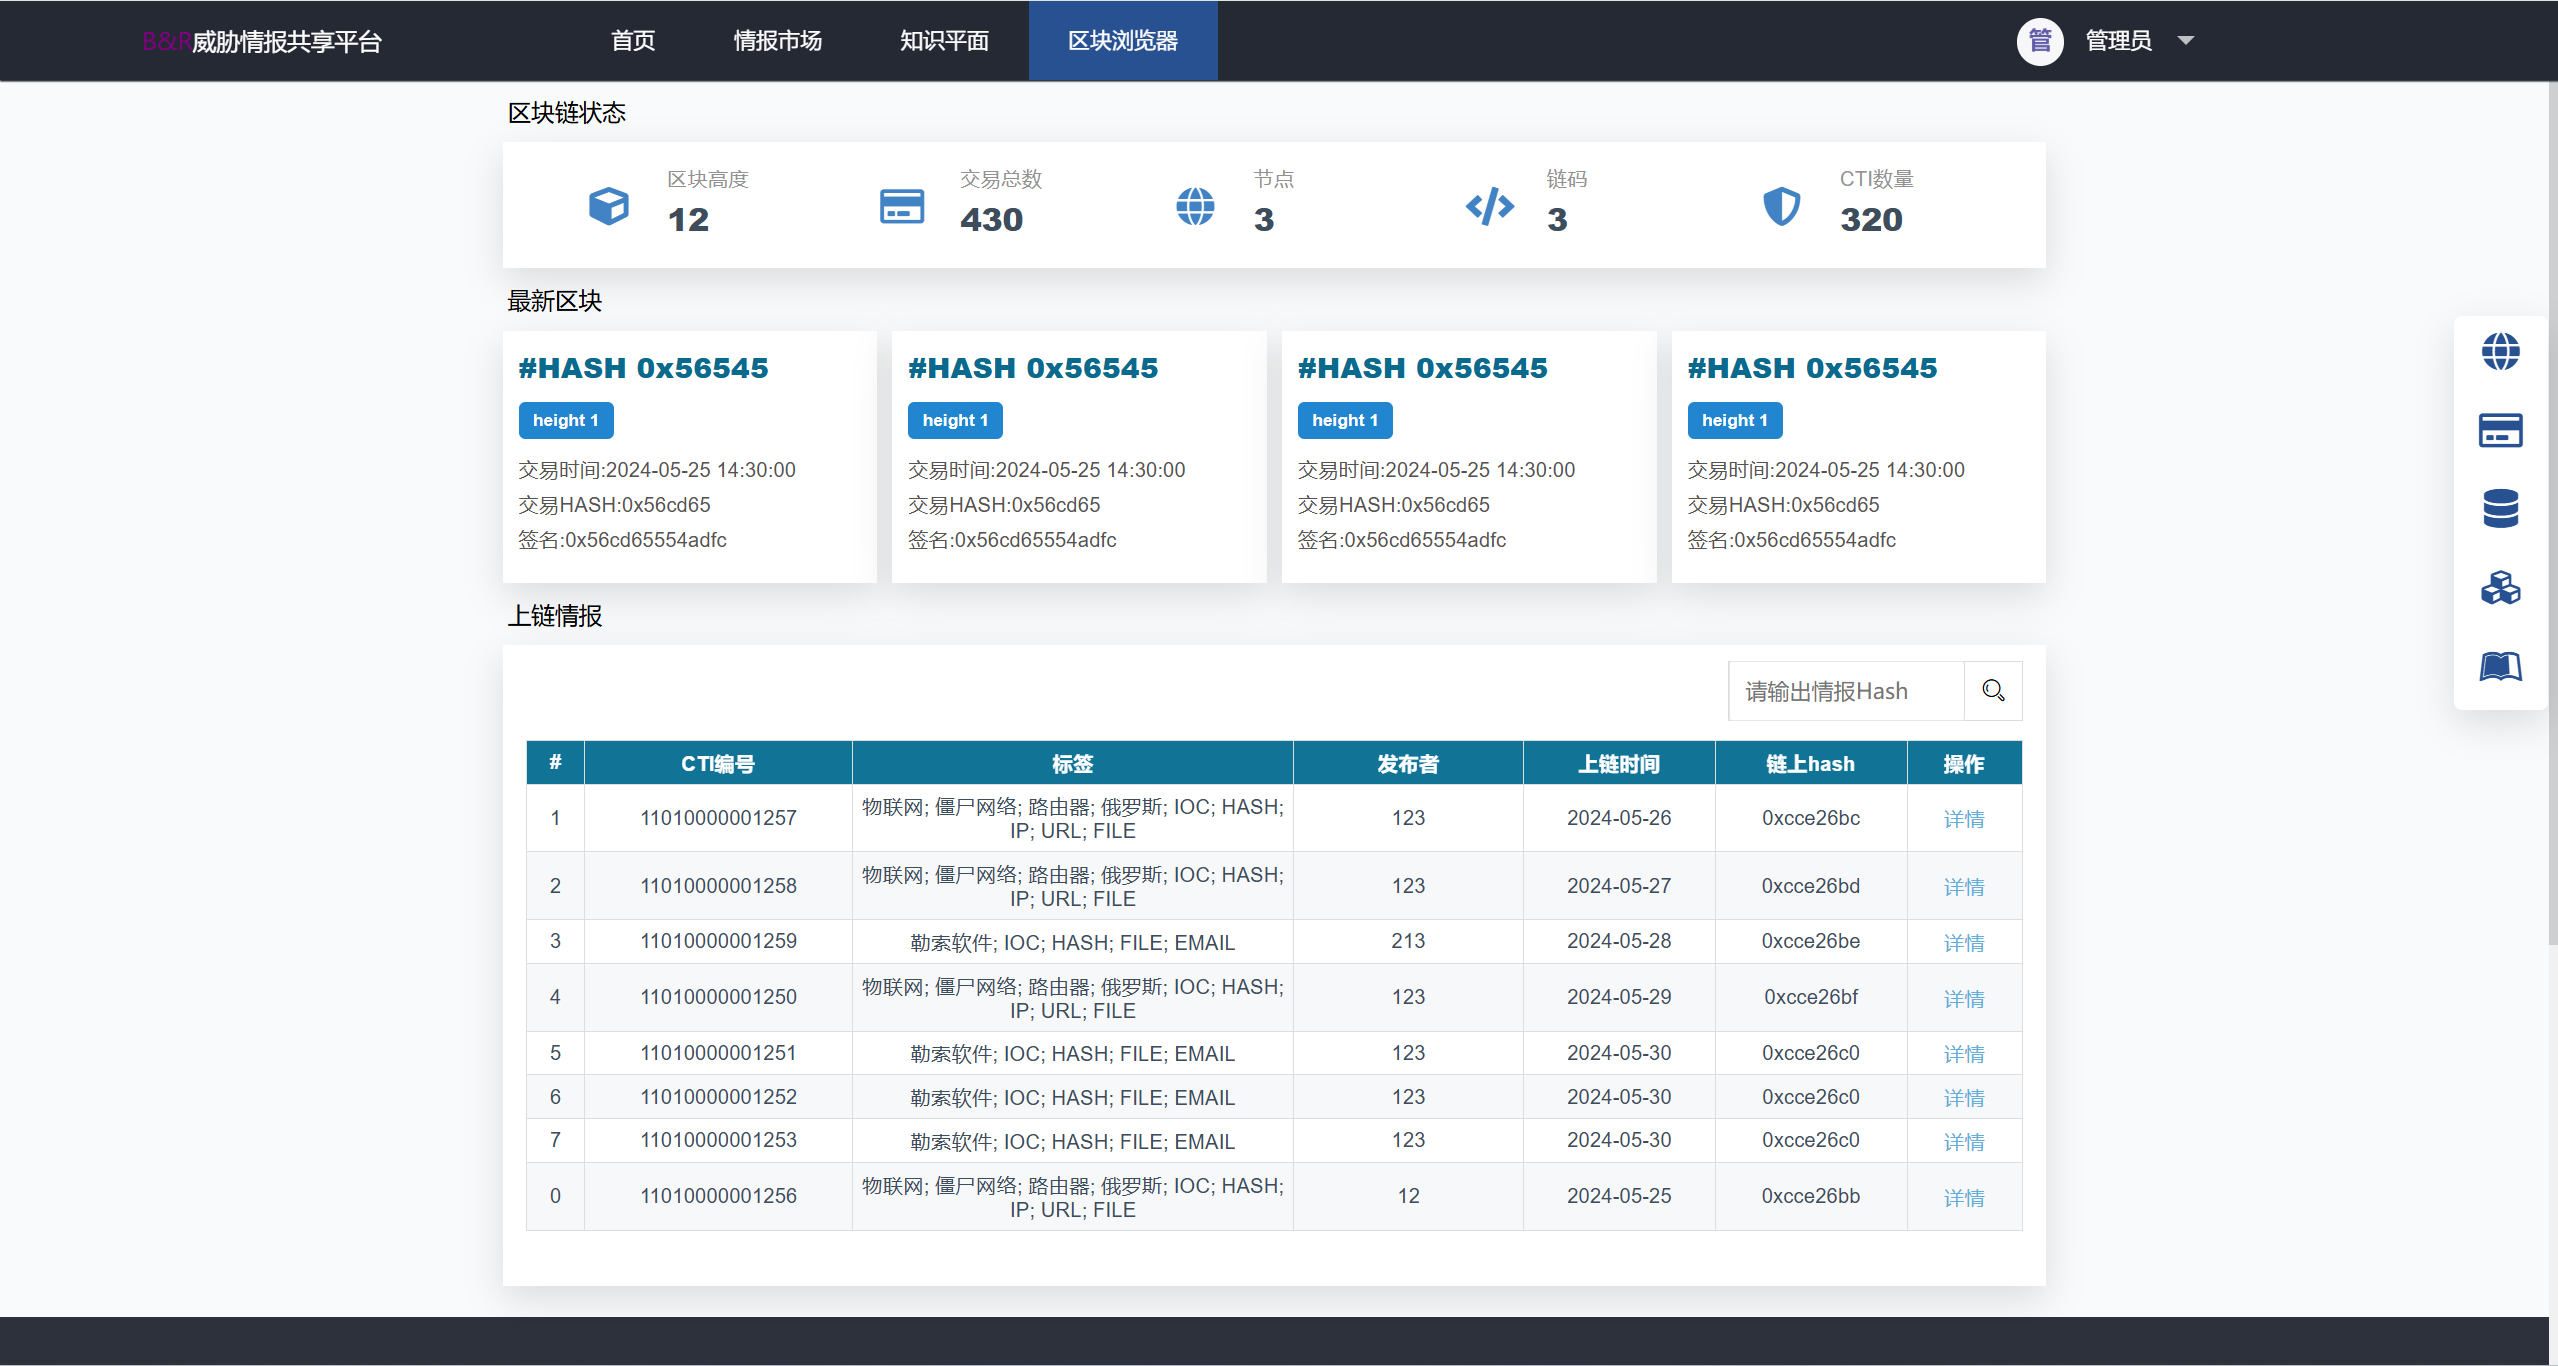 B&R威胁情报共享平台 首页 情报市场 知识平面 区块浏览器 管 管理员
区块链状态
区块高度 交易总数 节点 链码 CTI数量
12 430 3 3 320
最新区块
#HASH 0x56545 #HASH 0x56545 #HASH 0x56545 #HASH 0x56545
height 1 height 1 height 1 height 1
交易时间:2024-05-25 14:30:00 交易时间:2024-05-25 14:30:00 交易时间:2024-05-25 14:30:00 交易时间:2024-05-25 14:30:00
交易HASH:0x56cd65 交易HASH:0x56cd65 交易HASH:0x56cd65 交易HASH:0x56cd65
签名:0x56cd65554adfc 签名:0x56cd65554adfc 签名:0x56cd65554adfc 签名:0x56cd65554adfc
上链情报
请输出情报Hash
# CTI编号 标签 发布者 上链时间 链上hash 操作
1 11010000001257 物联网; 僵尸网络; 路由器; 俄罗斯; IOC; HASH; 123 2024-05-26 0xcce26bc 详情
IP; URL; FILE
2 11010000001258 物联网; 僵尸网络; 路由器; 俄罗斯; IOC; HASH; 123 2024-05-27 0xcce26bd 详情
IP; URL; FILE
3 11010000001259 勒索软件; IOC; HASH; FILE; EMAIL 213 2024-05-28 0xcce26be 详情
4 11010000001250 物联网; 僵尸网络; 路由器; 俄罗斯; IOC; HASH; 123 2024-05-29 0xcce26bf 详情
IP; URL; FILE
5 11010000001251 勒索软件; IOC; HASH; FILE; EMAIL 123 2024-05-30 0xcce26c0 详情
6 11010000001252 勒索软件; IOC; HASH; FILE; EMAIL 123 2024-05-30 0xcce26c0 详情
7 11010000001253 勒索软件; IOC; HASH; FILE; EMAIL 123 2024-05-30 0xcce26c0 详情
0 11010000001256 物联网; 僵尸网络; 路由器; 俄罗斯; IOC; HASH; 12 2024-05-25 0xcce26bb 详情
IP; URL; FILE